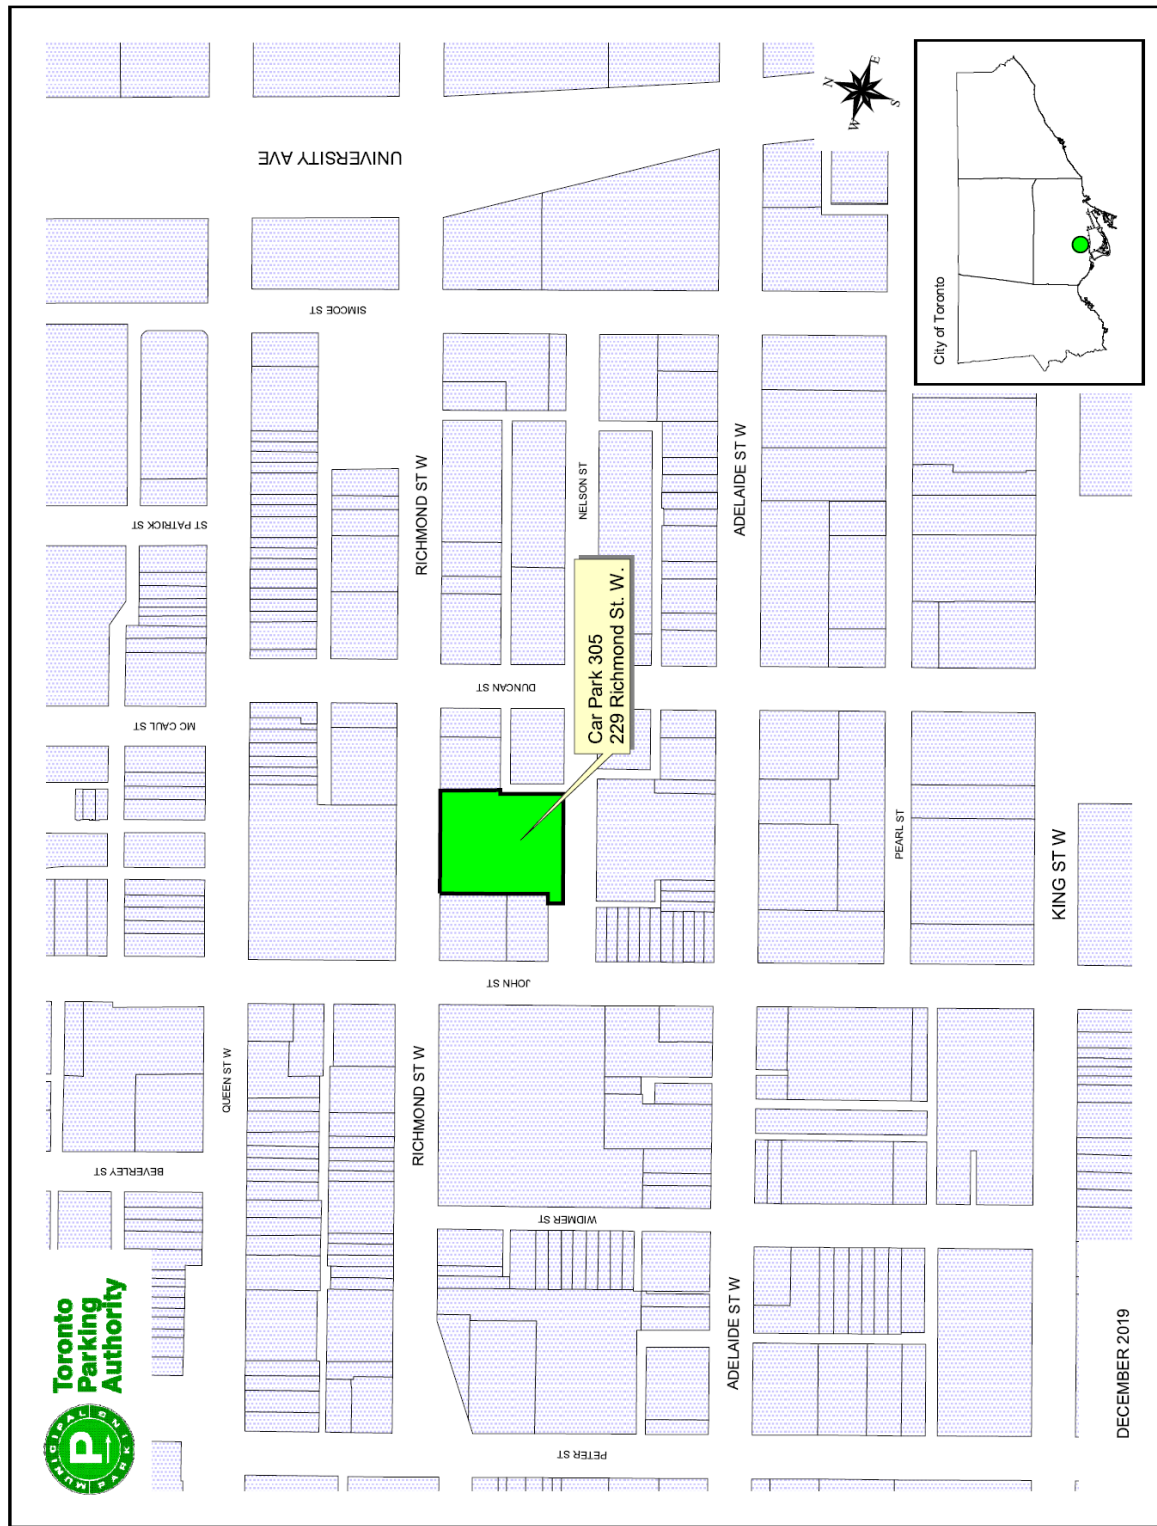 Toronto
Parking
Authority
MUNICIPAL
PARKING
P
BEVERLEY ST
MC CAUL ST
ST PATRICK ST
QUEEN ST W
SIMCOE ST
UNIVERSITY AVE
RICHMOND ST W
RICHMOND ST W
PETER ST
WIDMER ST
JOHN ST
DUNCAN ST
NELSON ST
Car Park 305
229 Richmond St. W.
ADELAIDE ST W
ADELAIDE ST W
PEARL ST
KING ST W
N
E
S
W
City of Toronto
DECEMBER 2019